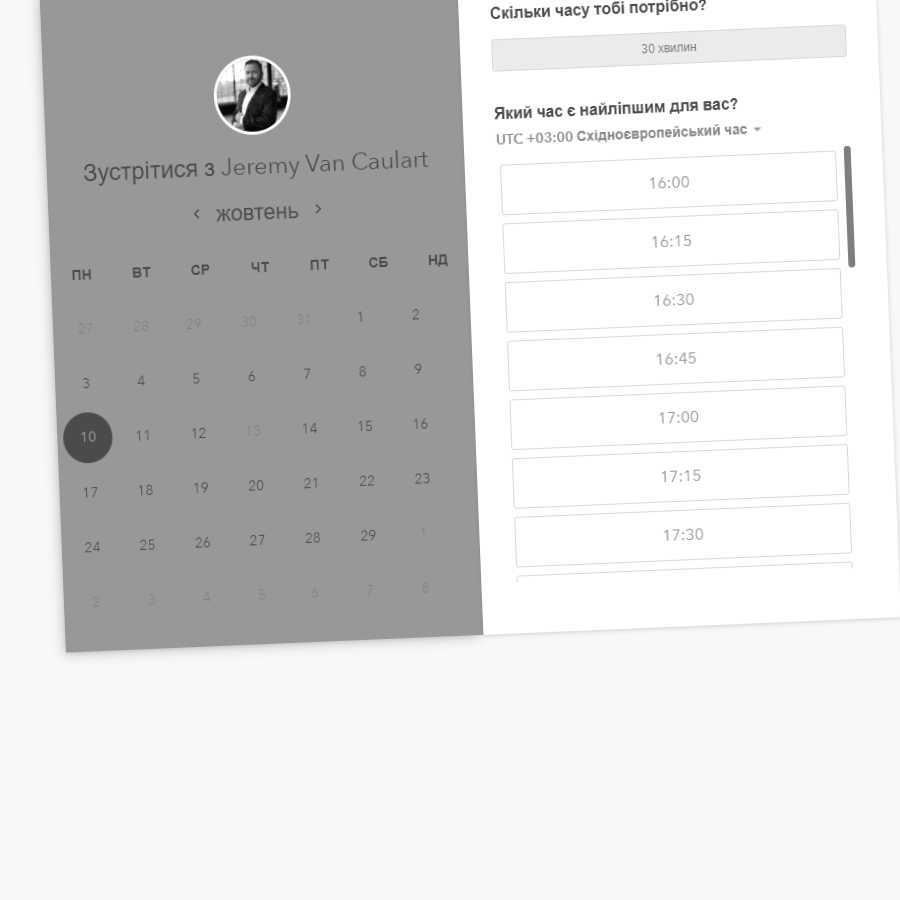 Зустрітися з Jeremy Van Caulart
‹ жовтень ›
ПН ВТ СР ЧТ ПТ СБ НД
27 28 29 30 31 1 2
3 4 5 6 7 8 9
10 11 12 13 14 15 16
17 18 19 20 21 22 23
24 25 26 27 28 29 1
2 3 4 5 6 7 8
Скільки часу тобі потрібно?
30 хвилин
Який час є найліпшим для вас?
UTC +03:00 Східноєвропейський час
16:00
16:15
16:30
16:45
17:00
17:15
17:30